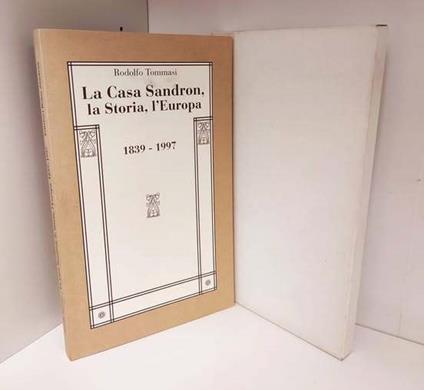 Rodolfo Tommasi
La Casa Sandron,
la Storia, l'Europa
1839 - 1997